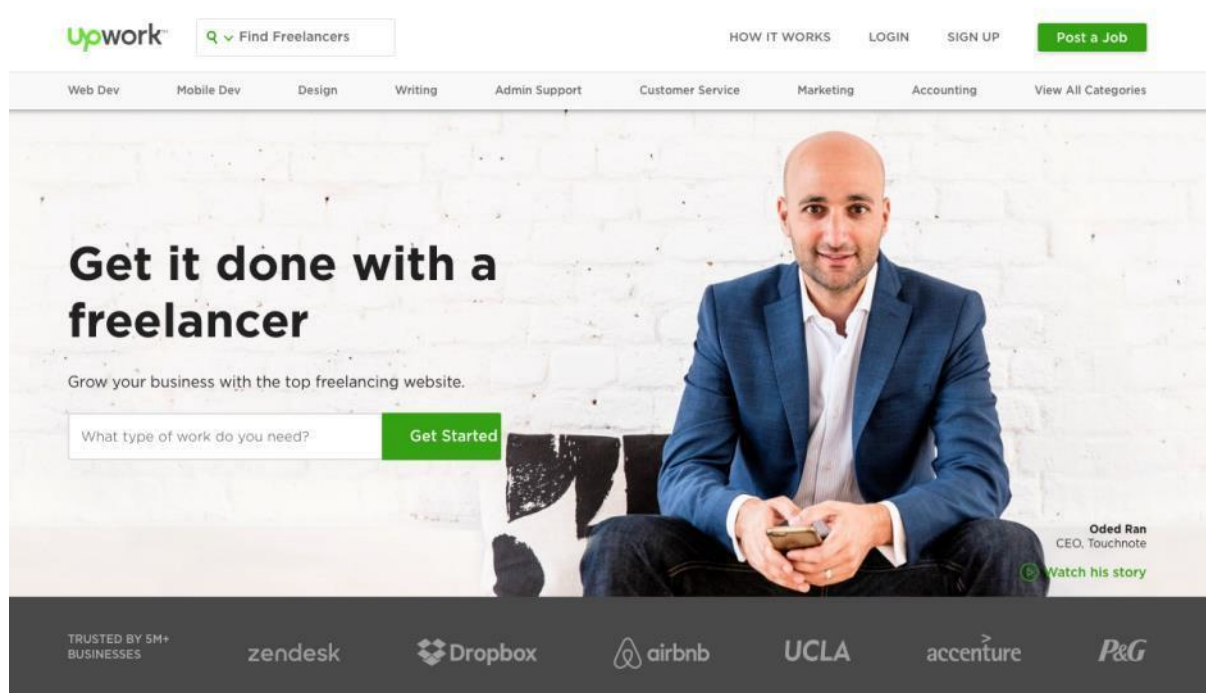 Upwork™
Find Freelancers
HOW IT WORKS
LOGIN
SIGN UP
Post a Job
Web Dev
Mobile Dev
Design
Writing
Admin Support
Customer Service
Marketing
Accounting
View All Categories
Get it done with a
freelancer
Grow your business with the top freelancing website.
What type of work do you need?
Get Started
Oded Ran
CEO, Touchnote
Watch his story
TRUSTED BY 5M+
BUSINESSES
zendesk
Dropbox
airbnb
UCLA
accenture
P&G